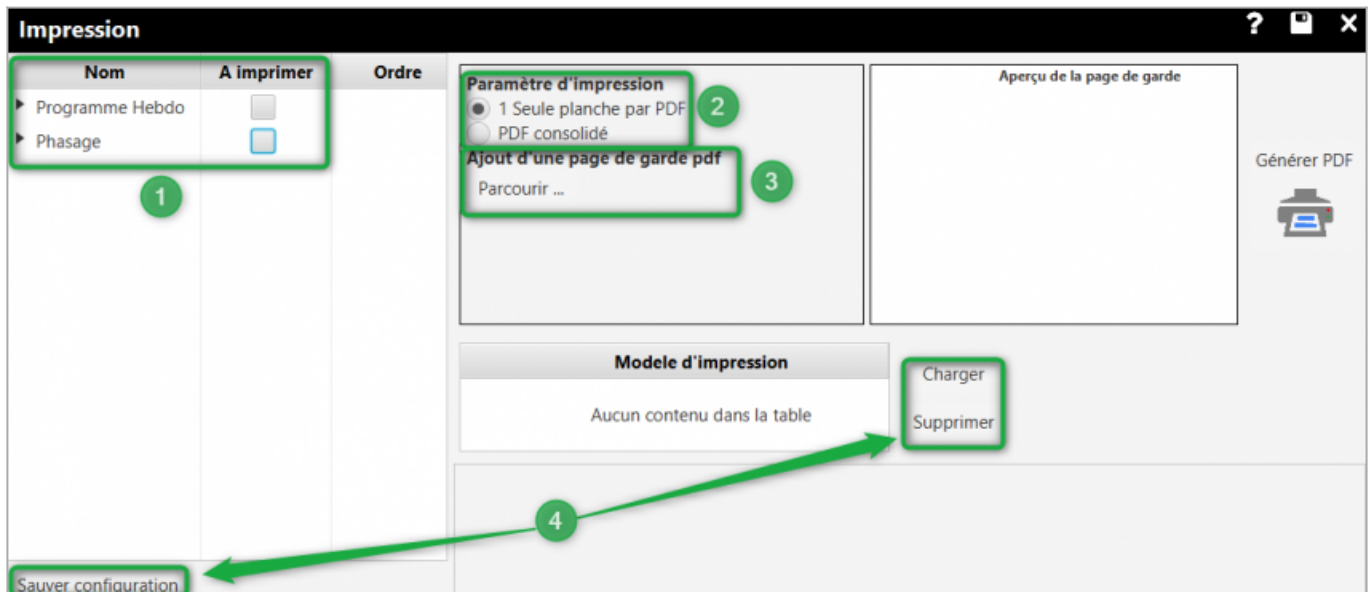 Impression
?
Nom A imprimer Ordre
Programme Hebdo
Phasage
1
Paramètre d'impression
1 Seule planche par PDF
PDF consolidé
2
Ajout d'une page de garde pdf
Parcourir ...
3
Aperçu de la page de garde
Générer PDF
Modele d'impression
Aucun contenu dans la table
Charger
Supprimer
4
Sauver configuration